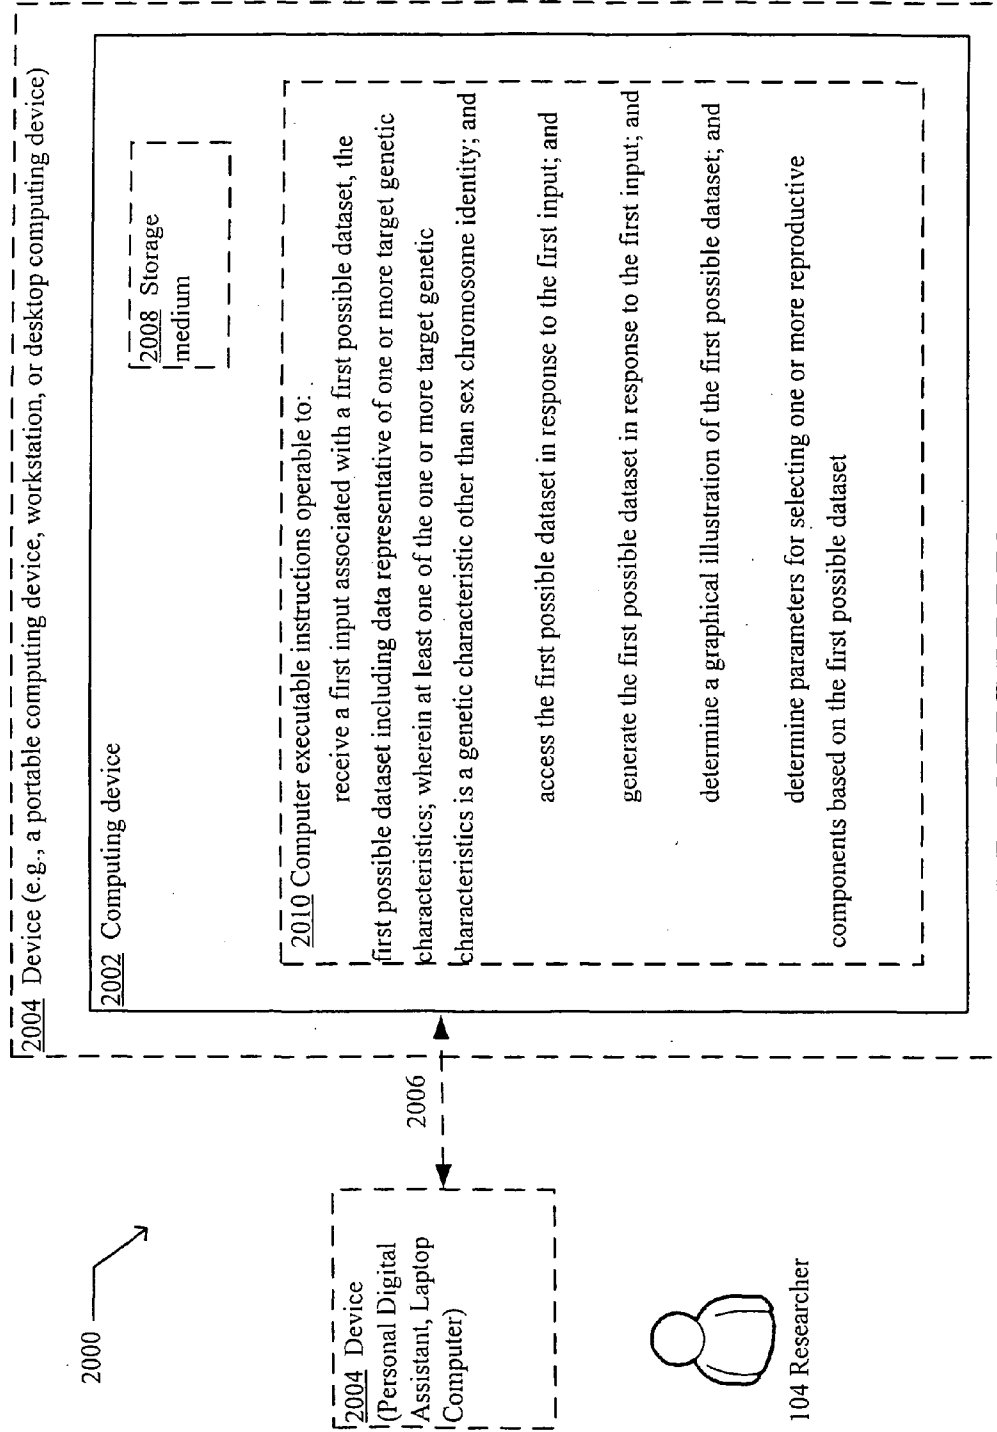 2000
2004 Device (e.g., a portable computing device, workstation, or desktop computing device)
2002 Computing device
2008 Storage
medium
2010 Computer executable instructions operable to:
receive a first input associated with a first possible dataset, the
first possible dataset including data representative of one or more target genetic
characteristics; wherein at least one of the one or more target genetic
characteristics is a genetic characteristic other than sex chromosome identity; and
access the first possible dataset in response to the first input; and
generate the first possible dataset in response to the first input; and
determine a graphical illustration of the first possible dataset; and
determine parameters for selecting one or more reproductive
components based on the first possible dataset
2006
2004 Device
(Personal Digital
Assistant, Laptop
Computer)
104 Researcher